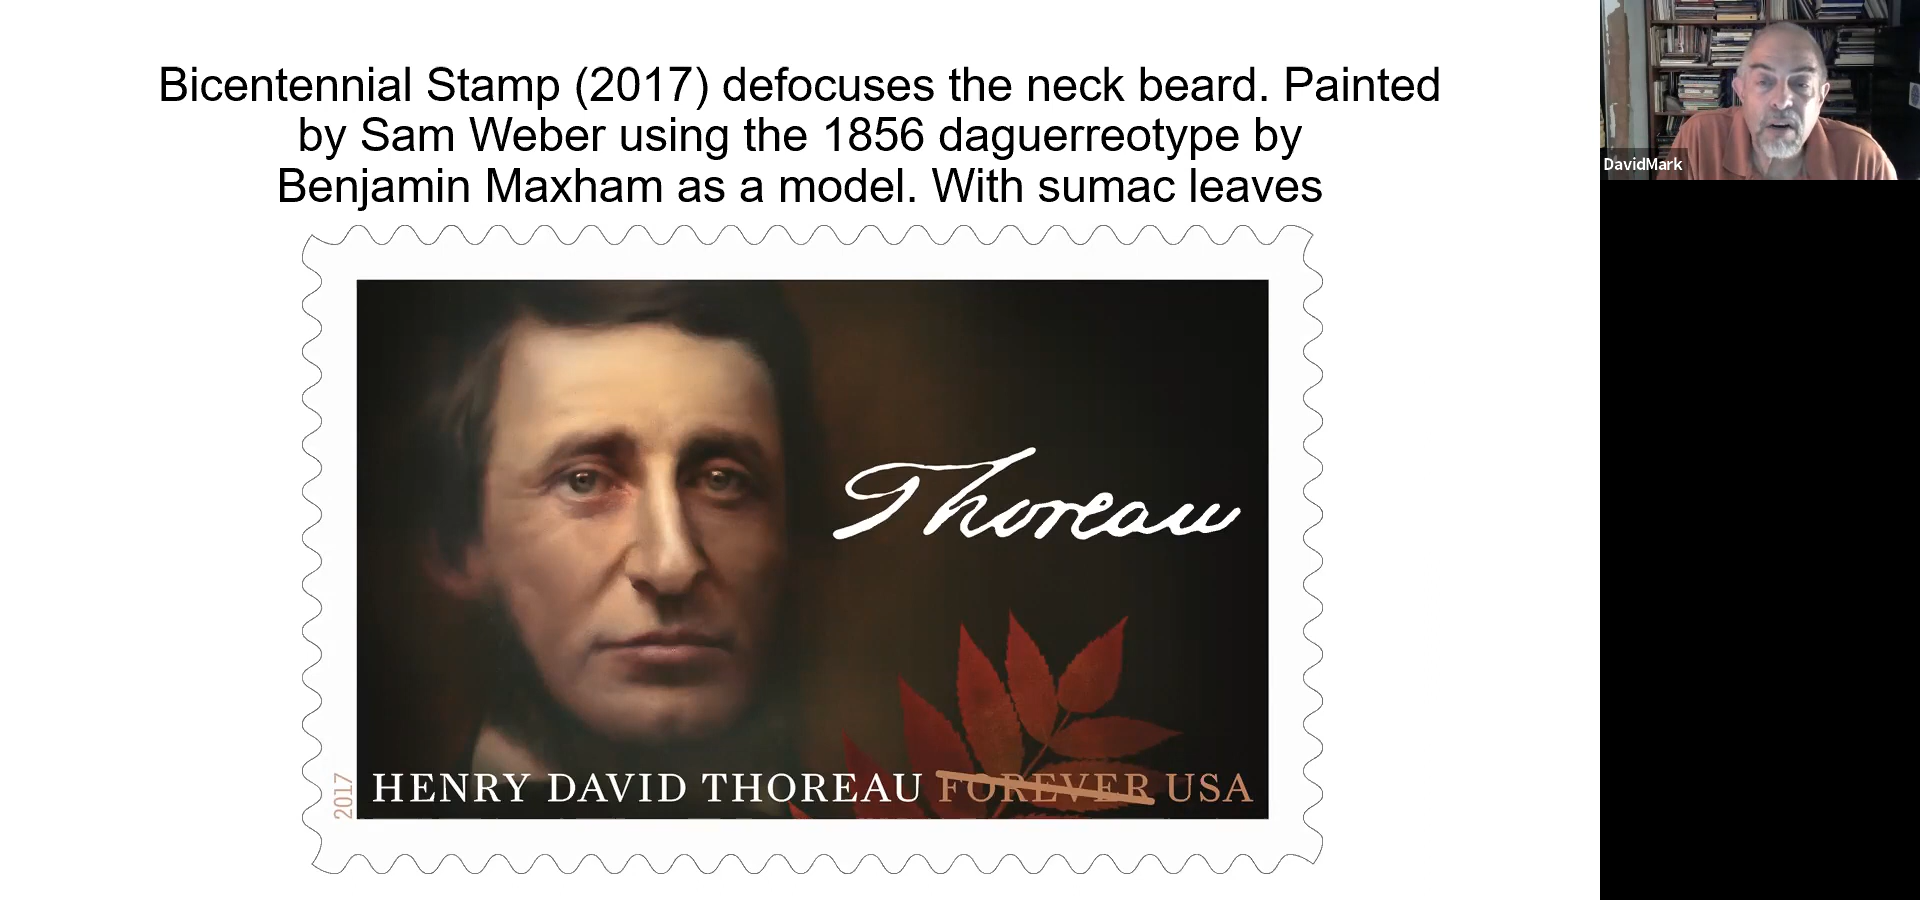 Bicentennial Stamp (2017) defocuses the neck beard. Painted
by Sam Weber using the 1856 daguerreotype by
Benjamin Maxham as a model. With sumac leaves
Thoreau
2017
HENRY DAVID THOREAU FOREVER USA
DavidMark